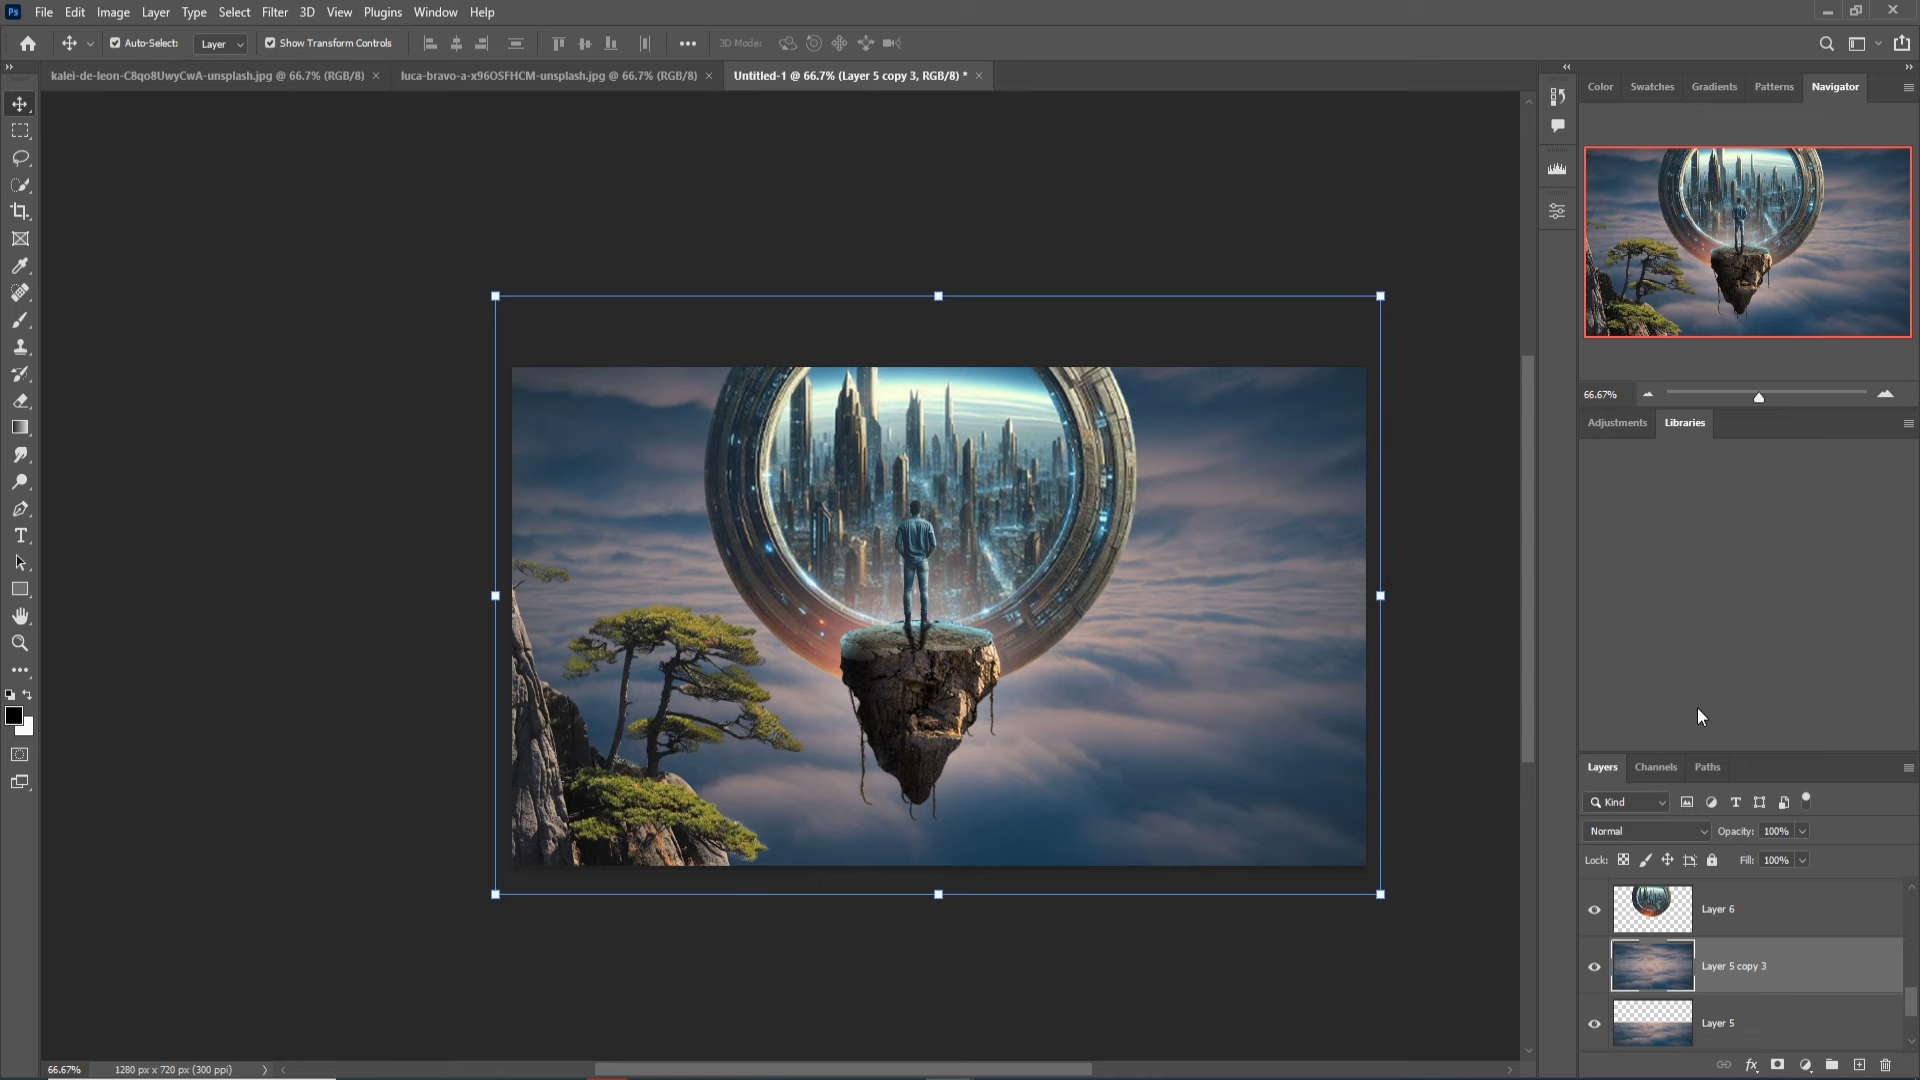 Ps File Edit Image Layer Type Select Filter 3D View Plugins Window Help
Auto-Select: Layer Show Transform Controls 3D Mode:
kalei-de-leon-C8qo8UwyCwA-unsplash.jpg @ 66.7% (RGB/8) luca-bravo-a-x96OSFHCM-unsplash.jpg @ 66.7% (RGB/8) Untitled-1 @ 66.7% (Layer 5 copy 3, RGB/8) *
Color Swatches Gradients Patterns Navigator
66.67%
Adjustments Libraries
Layers Channels Paths
Kind
Normal Opacity: 100%
Lock: Fill: 100%
Layer 6
Layer 5 copy 3
Layer 5
66.67% 1280 px x 720 px (300 ppi)